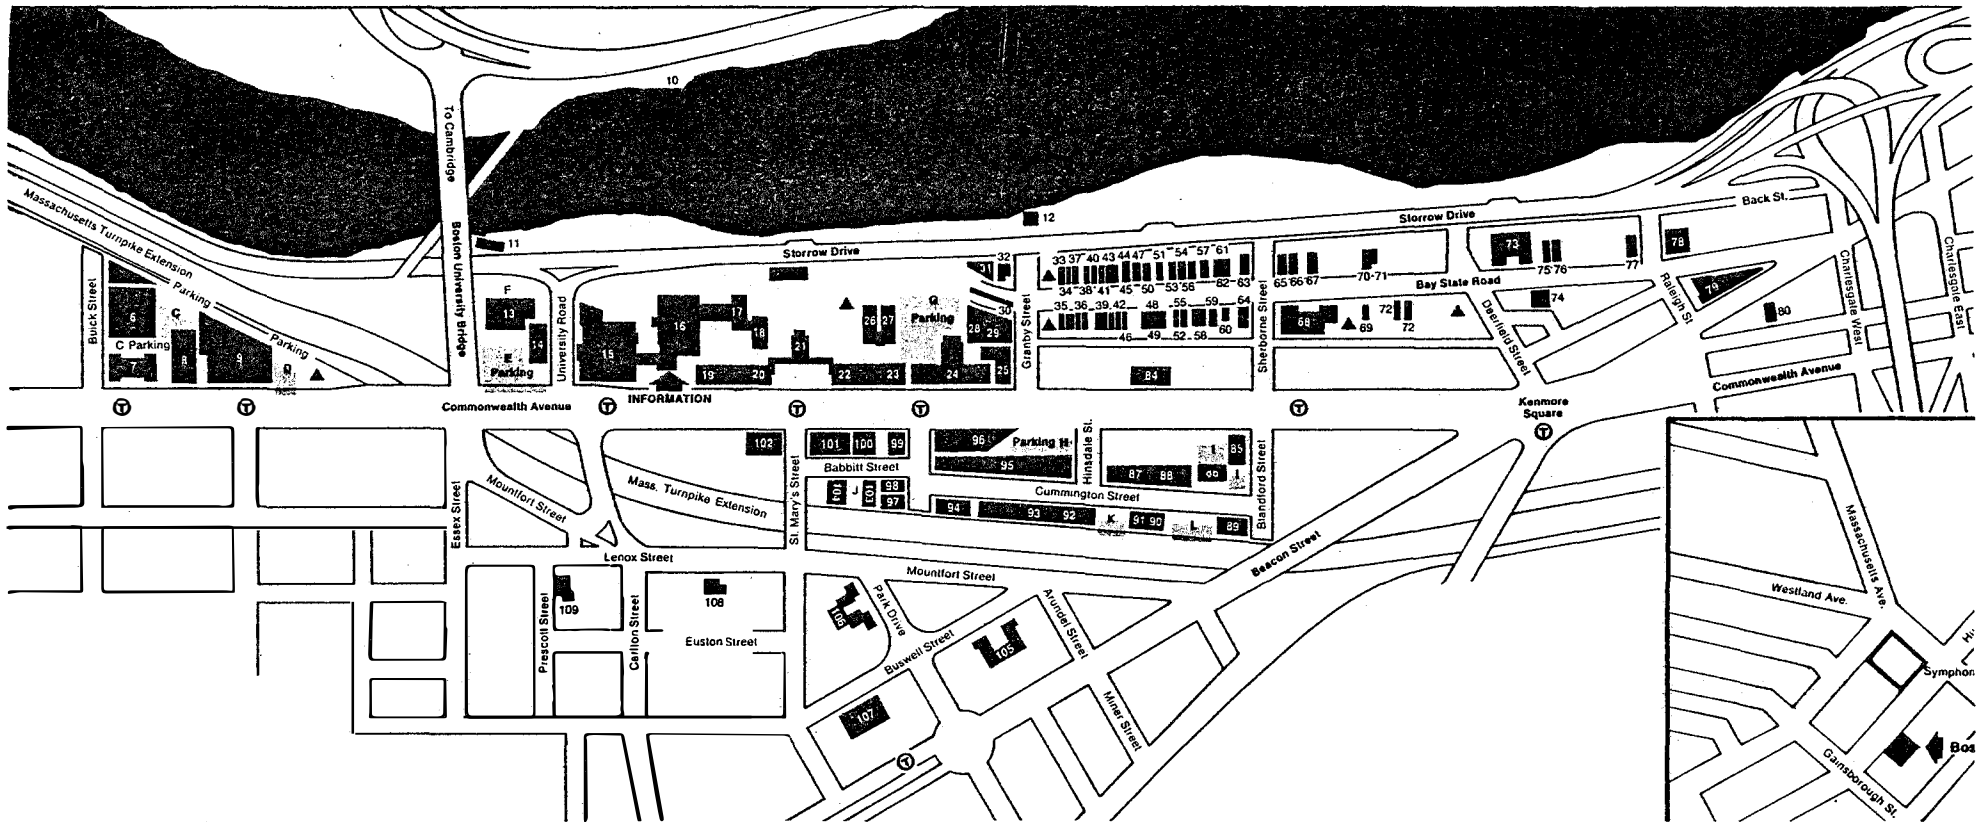 10
To Cambridge
Boston University Bridge
11
12
Massachusetts Turnpike Extension
Storrow Drive
Storrow Drive
Back St.
Parking
Parking
Buick Street
6
C Parking
7
G
8
9
F
13
14
E
Parking
University Road
15
16
17
18
19
20
21
22
23
24
25
26
27
G
Parking
28
29
30
31
32
INFORMATION
Granby Street
33 37 40 43 44 47 51 54 57 61
34 38 41 45 50 53 56 62 63
35 36 39 42 48 55 59 64
46 49 52 58 60
65 66 67
70-71
Bay State Road
68
69
72
72
73
74
75 76
77
78
79
80
84
Sherborne Street
Deerfield Street
Raleigh St.
Charlesgate West
Charlesgate East
Commonwealth Avenue
Commonwealth Avenue
Kenmore
Square
T
T
T
T
T
T
T
T
102
101
100
99
Babbitt Street
96
Parking H
95
Hinsdale St.
87
88
I
85
Blandford Street
Cummington Street
103
J
103
98
97
94
93
92
K
91 90
L
89
Essex Street
Mountfort Street
Mass. Turnpike Extension
St. Mary's Street
Lenox Street
Mountfort Street
Beacon Street
109
108
106
105
107
Prescott Street
Carlton Street
Euston Street
Park Drive
Buswell Street
Arundel Street
Miner Street
Massachusetts Ave.
Westland Ave.
Symphon
Gainsborough St.
Bos